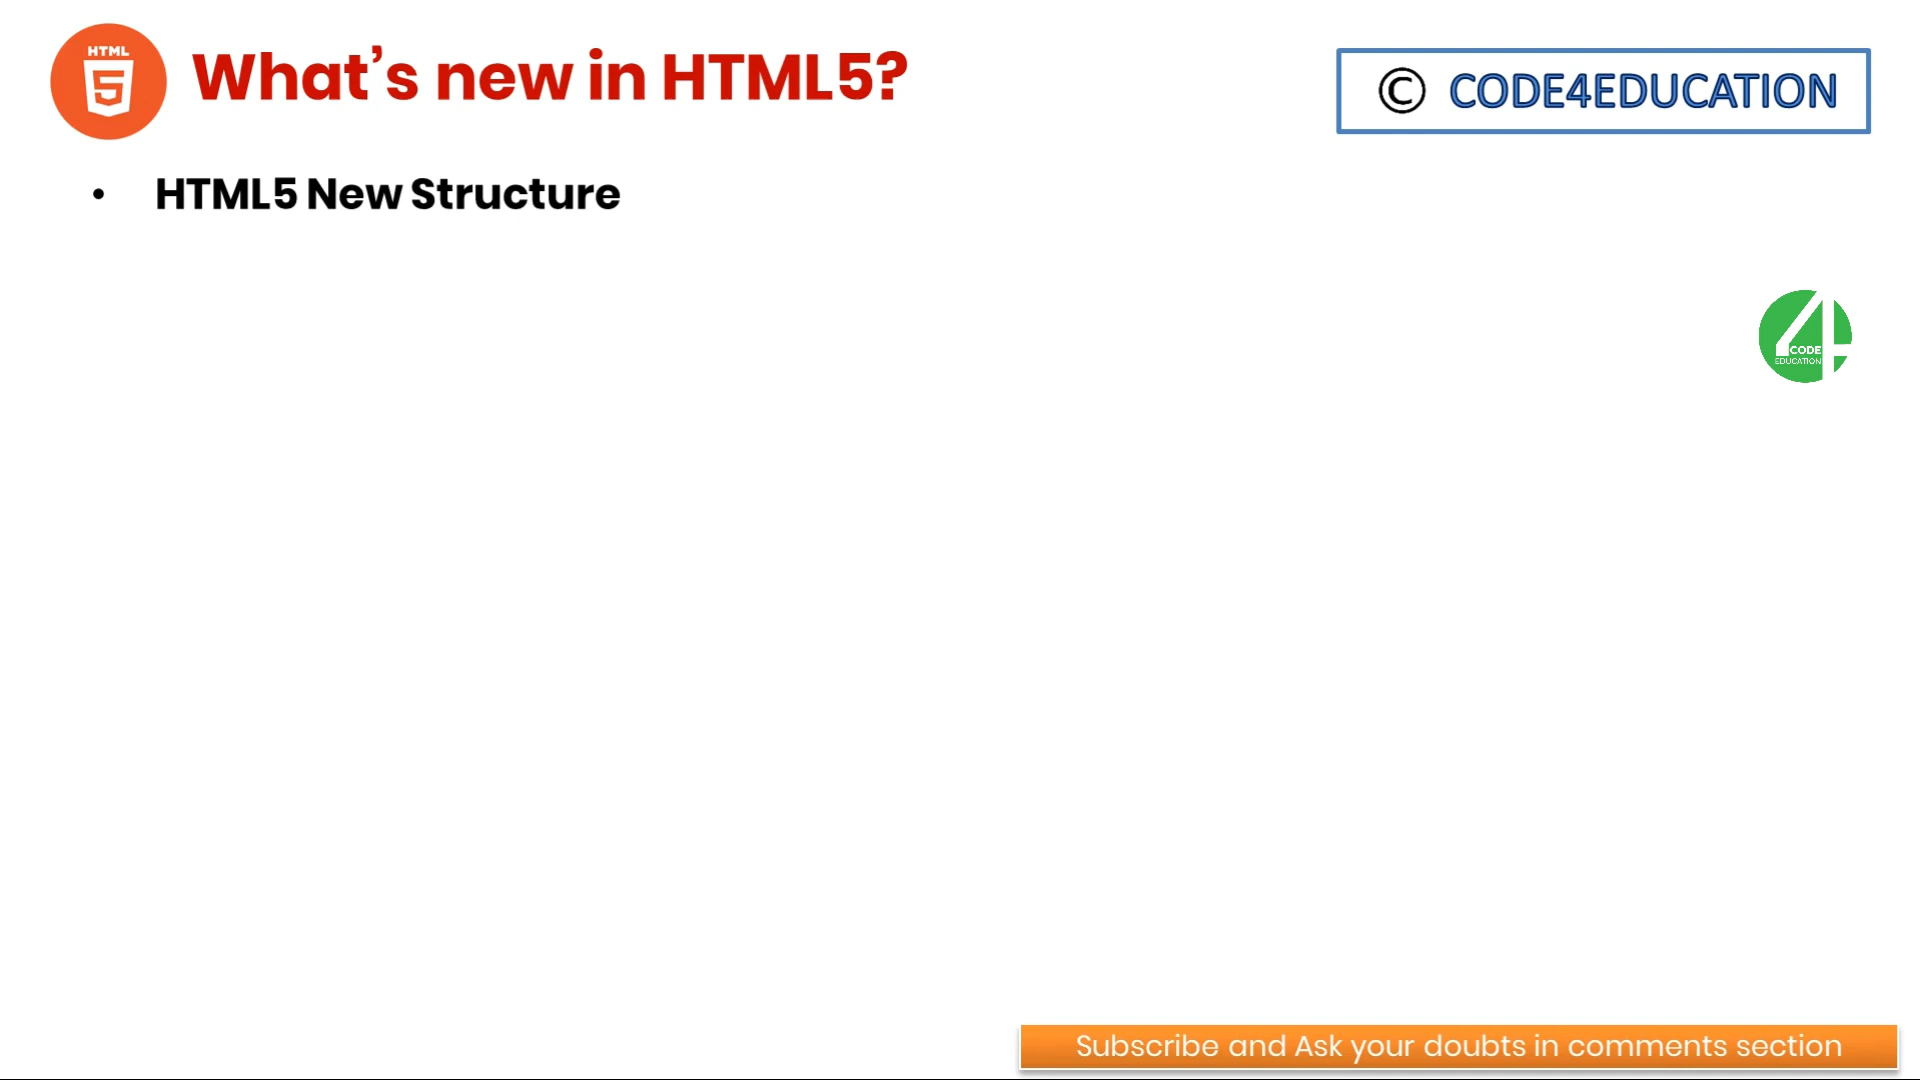 HTML
5
What’s new in HTML5?
© CODE4EDUCATION
• HTML5 New Structure
4
CODE
EDUCATION
Subscribe and Ask your doubts in comments section